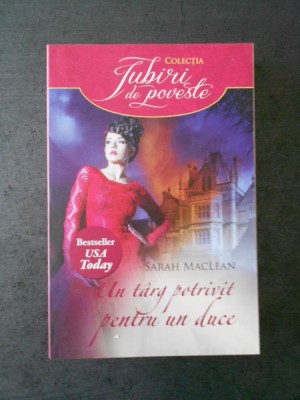 COLECȚIA
Iubiri
de poveste
Bestseller
USA
Today
SARAH MACLEAN
Un târg potrivit
pentru un duce